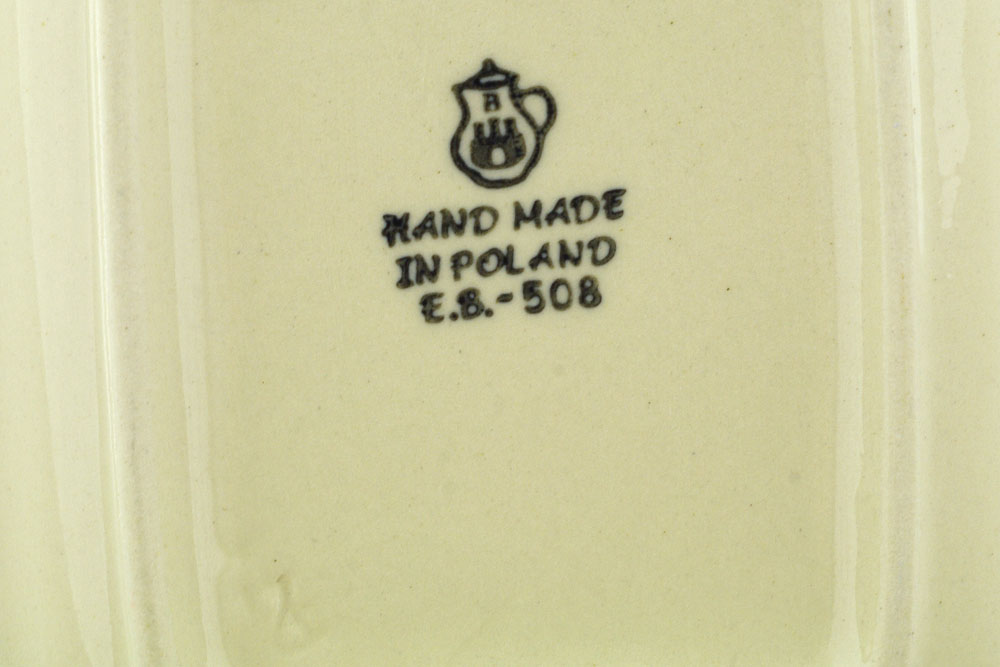 B
HAND MADE
IN POLAND
E.B.-508